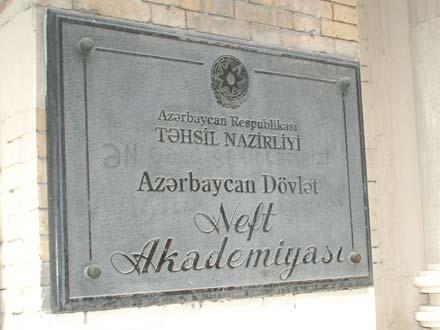 Azərbaycan Respublikası
TƏHSİL NAZİRLİYİ
Azərbaycan Dövlət
Neft
Akademiyası